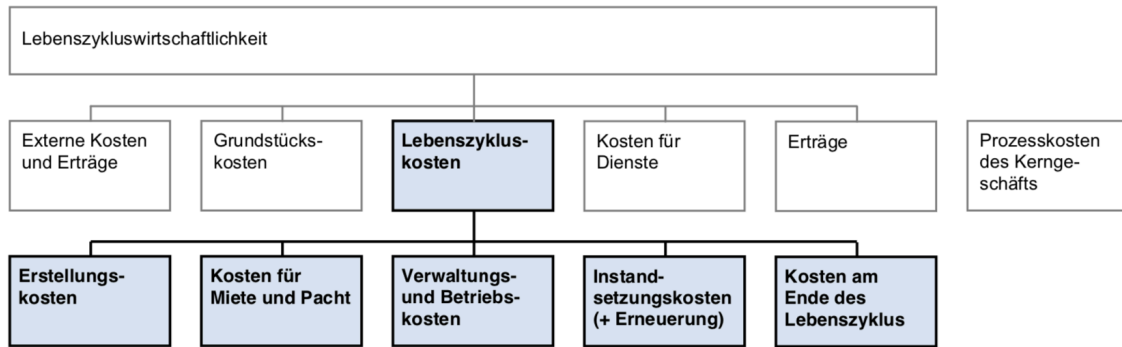 Lebenszykluswirtschaftlichkeit
Externe Kosten
und Erträge
Grundstücks-
kosten
Lebenszyklus-
kosten
Kosten für
Dienste
Erträge
Prozesskosten
des Kernge-
schäfts
Erstellungs-
kosten
Kosten für
Miete und Pacht
Verwaltungs-
und Betriebs-
kosten
Instand-
setzungskosten
(+ Erneuerung)
Kosten am
Ende des
Lebenszyklus